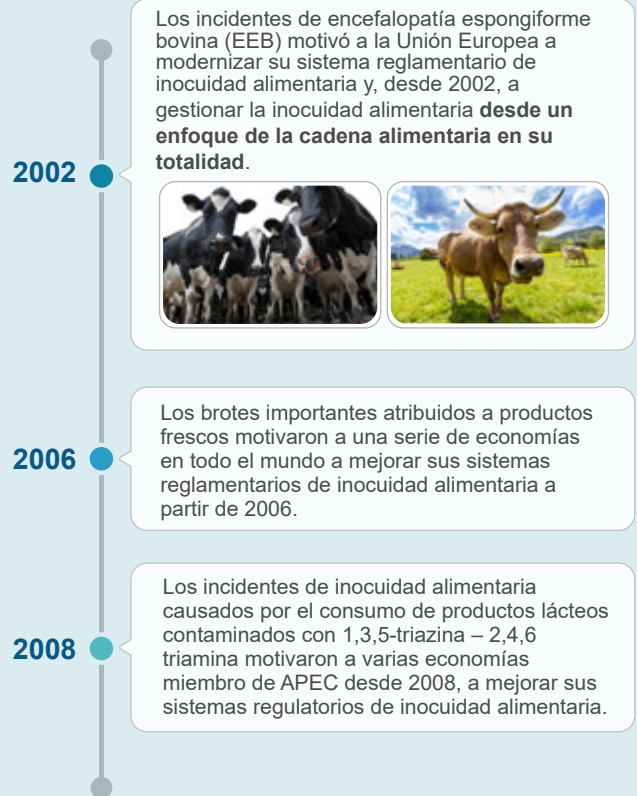 Los incidentes de encefalopatía espongiforme
bovina (EEB) motivó a la Unión Europea a
modernizar su sistema reglamentario de
inocuidad alimentaria y, desde 2002, a
gestionar la inocuidad alimentaria desde un
enfoque de la cadena alimentaria en su
totalidad.
2002
Los brotes importantes atribuidos a productos
frescos motivaron a una serie de economías
en todo el mundo a mejorar sus sistemas
reglamentarios de inocuidad alimentaria a
partir de 2006.
2006
Los incidentes de inocuidad alimentaria
causados por el consumo de productos lácteos
contaminados con 1,3,5-triazina – 2,4,6
triamina motivaron a varias economías
miembro de APEC desde 2008, a mejorar sus
sistemas regulatorios de inocuidad alimentaria.
2008